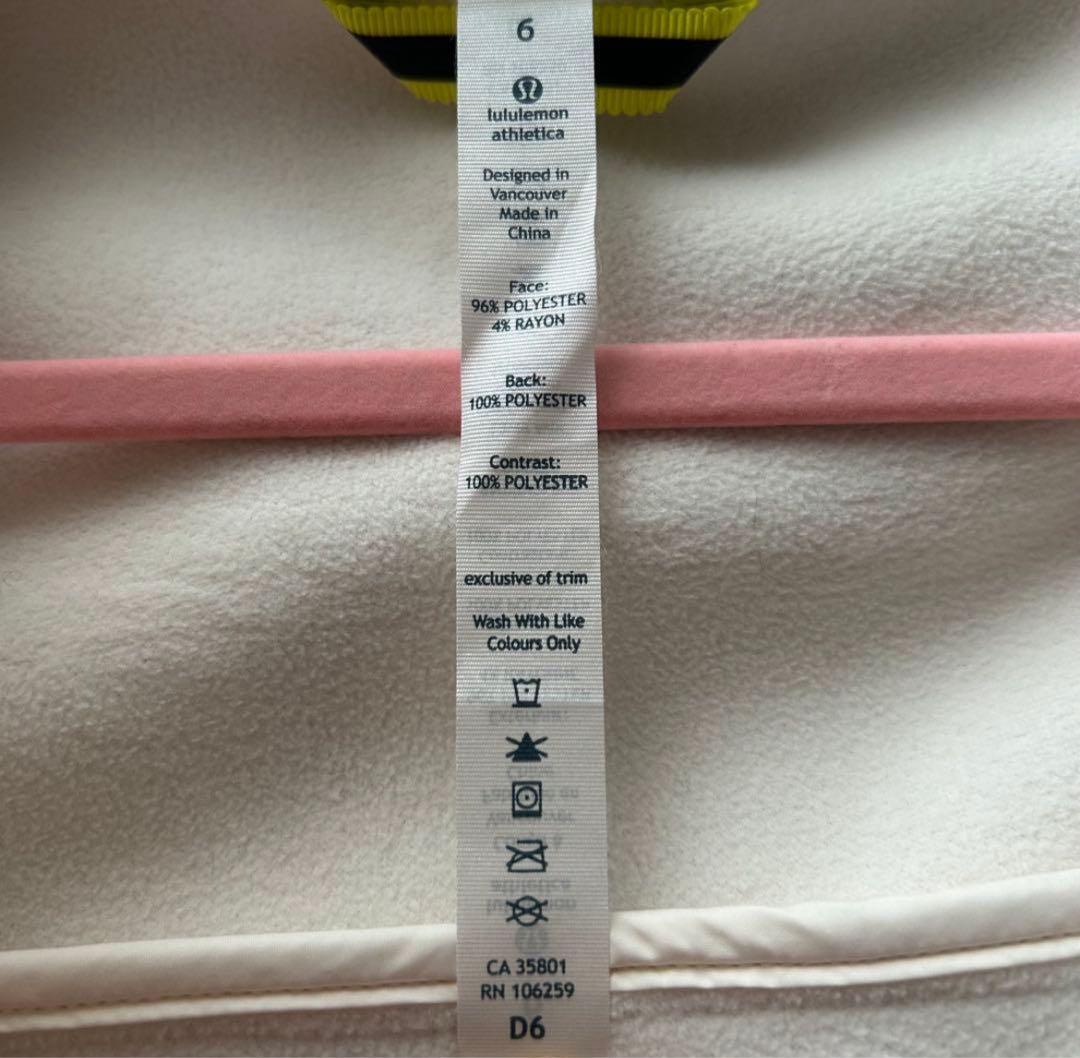 6
lululemon
athletica
Designed in
Vancouver
Made in
China
Face:
96% POLYESTER
4% RAYON
Back:
100% POLYESTER
Contrast:
100% POLYESTER
exclusive of trim
Wash With Like
Colours Only
CA 35801
RN 106259
D6